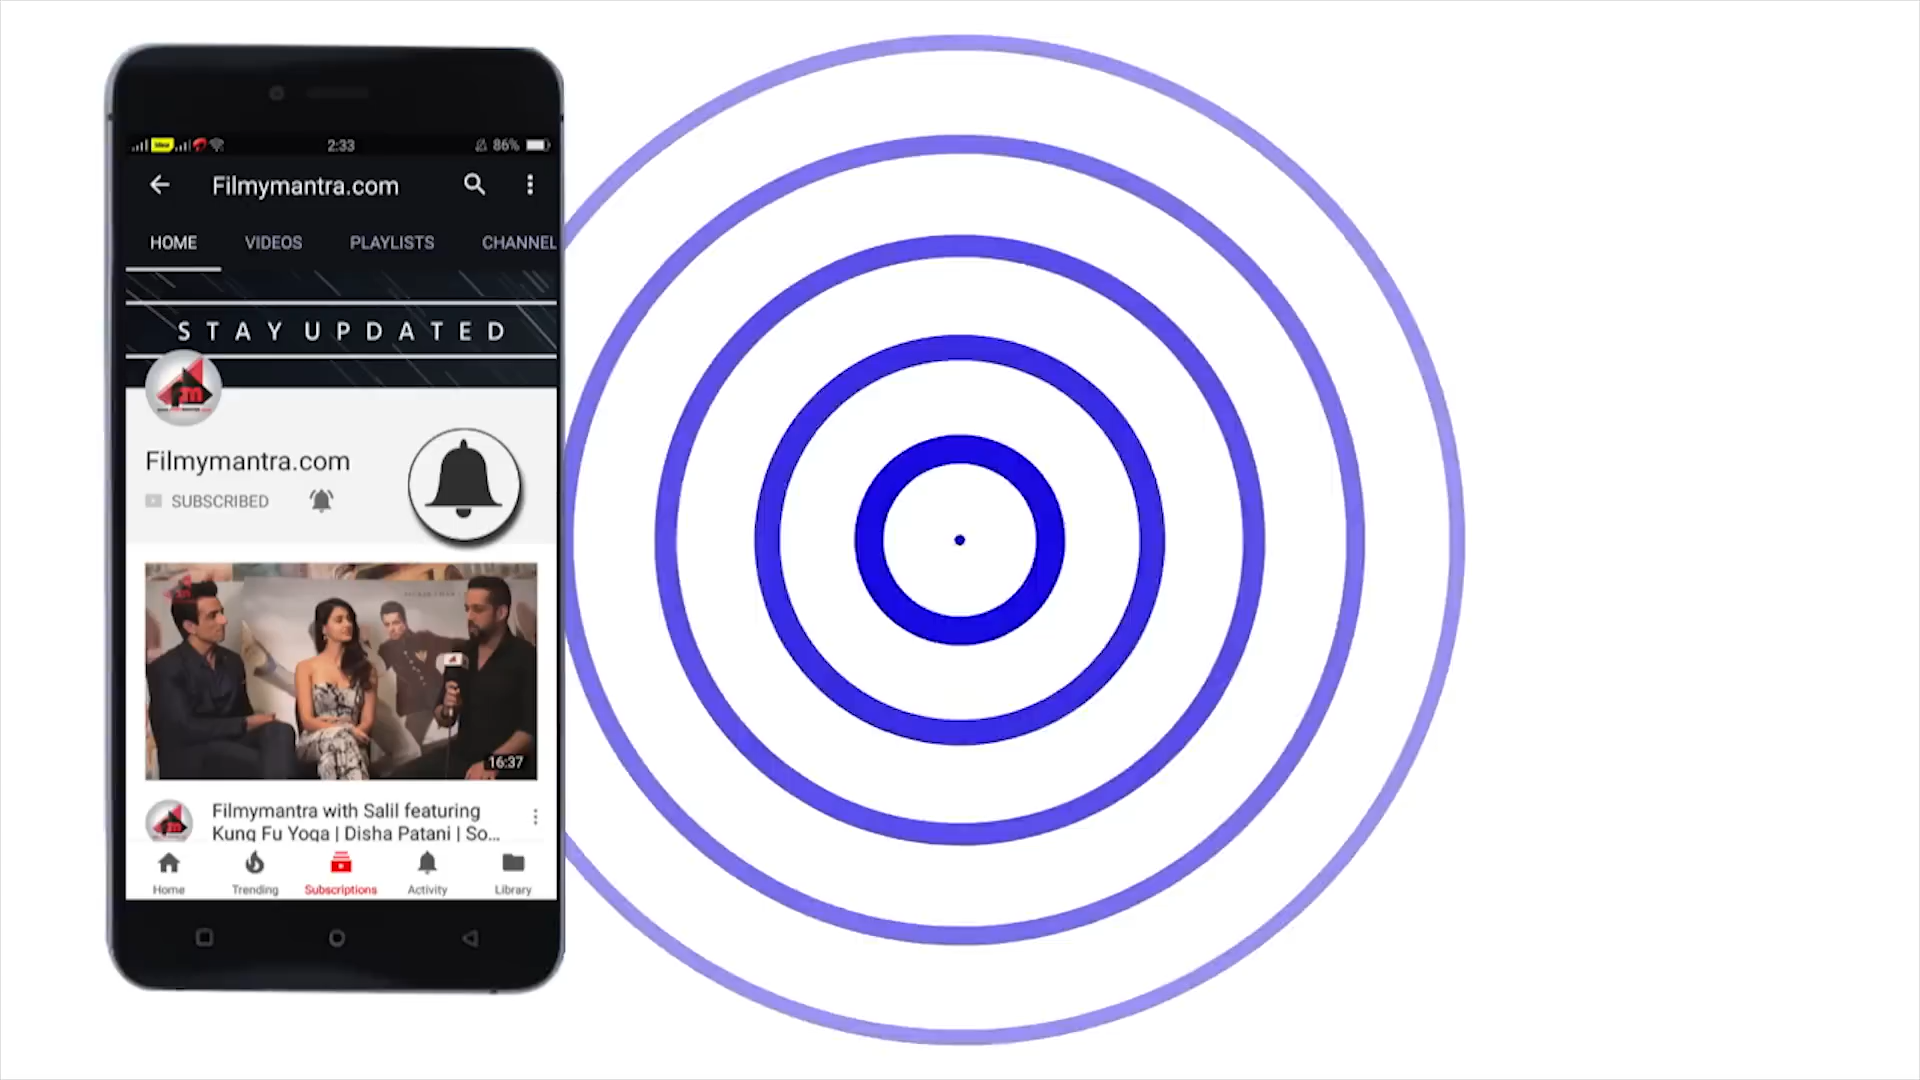 2:33
86%
Filmymantra.com
HOME VIDEOS PLAYLISTS CHANNEL
STAY UPDATED
fm
Filmymantra.com
SUBSCRIBED
16:37
Filmymantra with Salil featuring
Kung Fu Yoga | Disha Patani | So...
Home Trending Subscriptions Activity Library